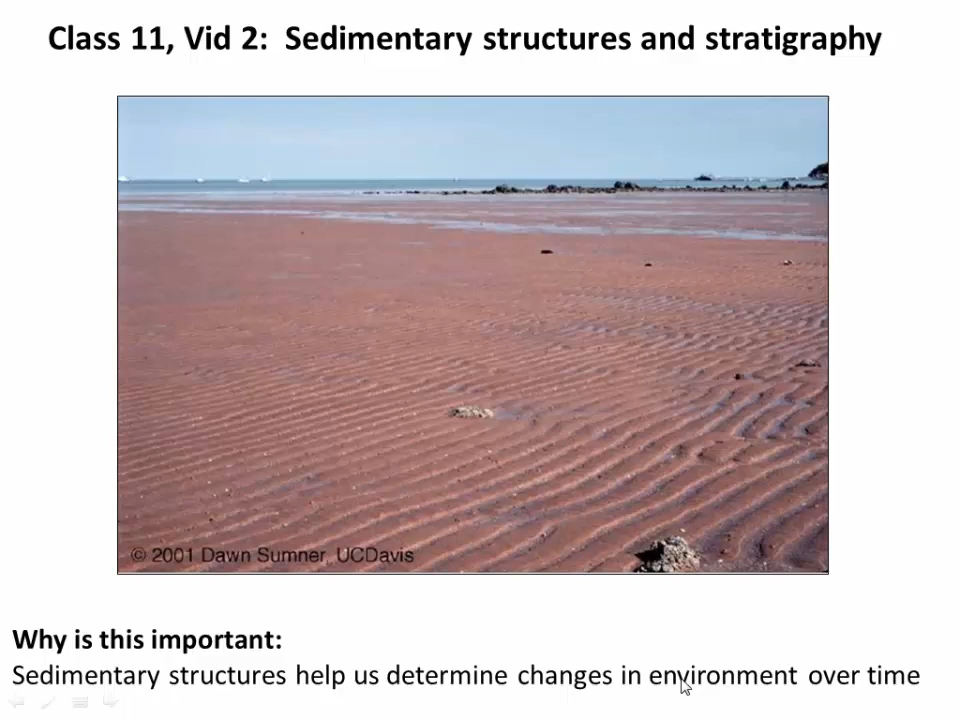 Class 11, Vid 2:  Sedimentary structures and stratigraphy
© 2001 Dawn Sumner, UCDavis
Why is this important:
Sedimentary structures help us determine changes in environment over time